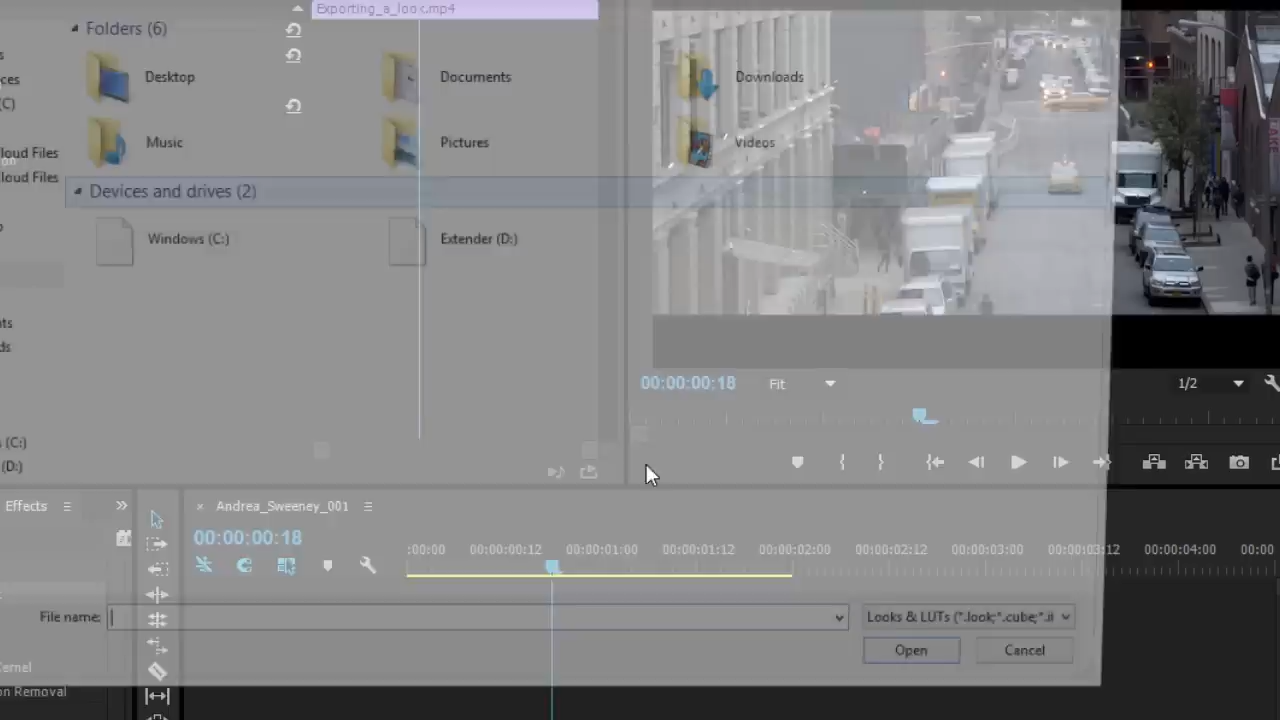 Exporting_a_look.mp4
Folders (6)
Desktop
Documents
Downloads
Music
Pictures
Videos
loud Files
loud Files
Devices and drives (2)
Windows (C:)
Extender (D:)
00:00:00:18
Fit
1/2
(C:)
(D:)
Effects
× Andrea_Sweeney_001
00:00:00:18
:00:00
00:00:00:12
00:00:01:00
00:00:01:12
00:00:02:00
00:00:02:12
00:00:03:00
00:00:03:12
00:00:04:00
00:00
File name:
Looks & LUTs (*.look;*.cube;*.i
Open
Cancel
on Removal